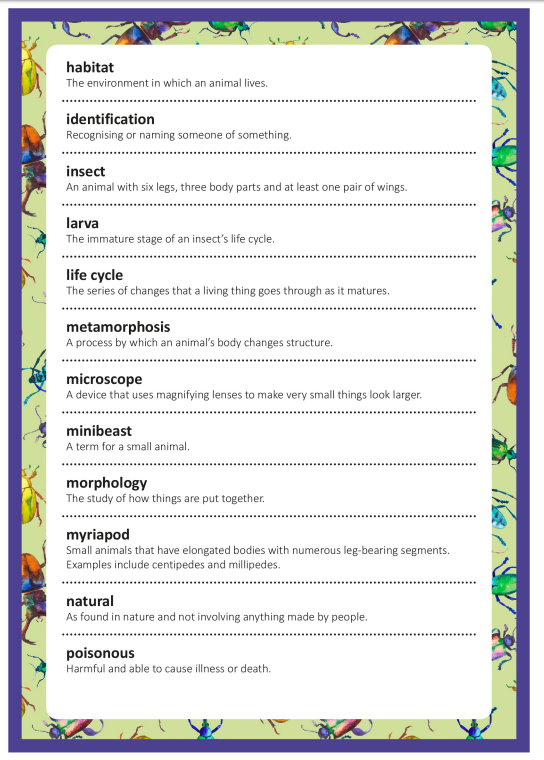 habitat
The environment in which an animal lives.
identification
Recognising or naming someone of something.
insect
An animal with six legs, three body parts and at least one pair of wings.
larva
The immature stage of an insect's life cycle.
life cycle
The series of changes that a living thing goes through as it matures.
metamorphosis
A process by which an animal's body changes structure.
microscope
A device that uses magnifying lenses to make very small things look larger.
minibeast
A term for a small animal.
morphology
The study of how things are put together.
myriapod
Small animals that have elongated bodies with numerous leg-bearing segments.
Examples include centipedes and millipedes.
natural
As found in nature and not involving anything made by people.
poisonous
Harmful and able to cause illness or death.